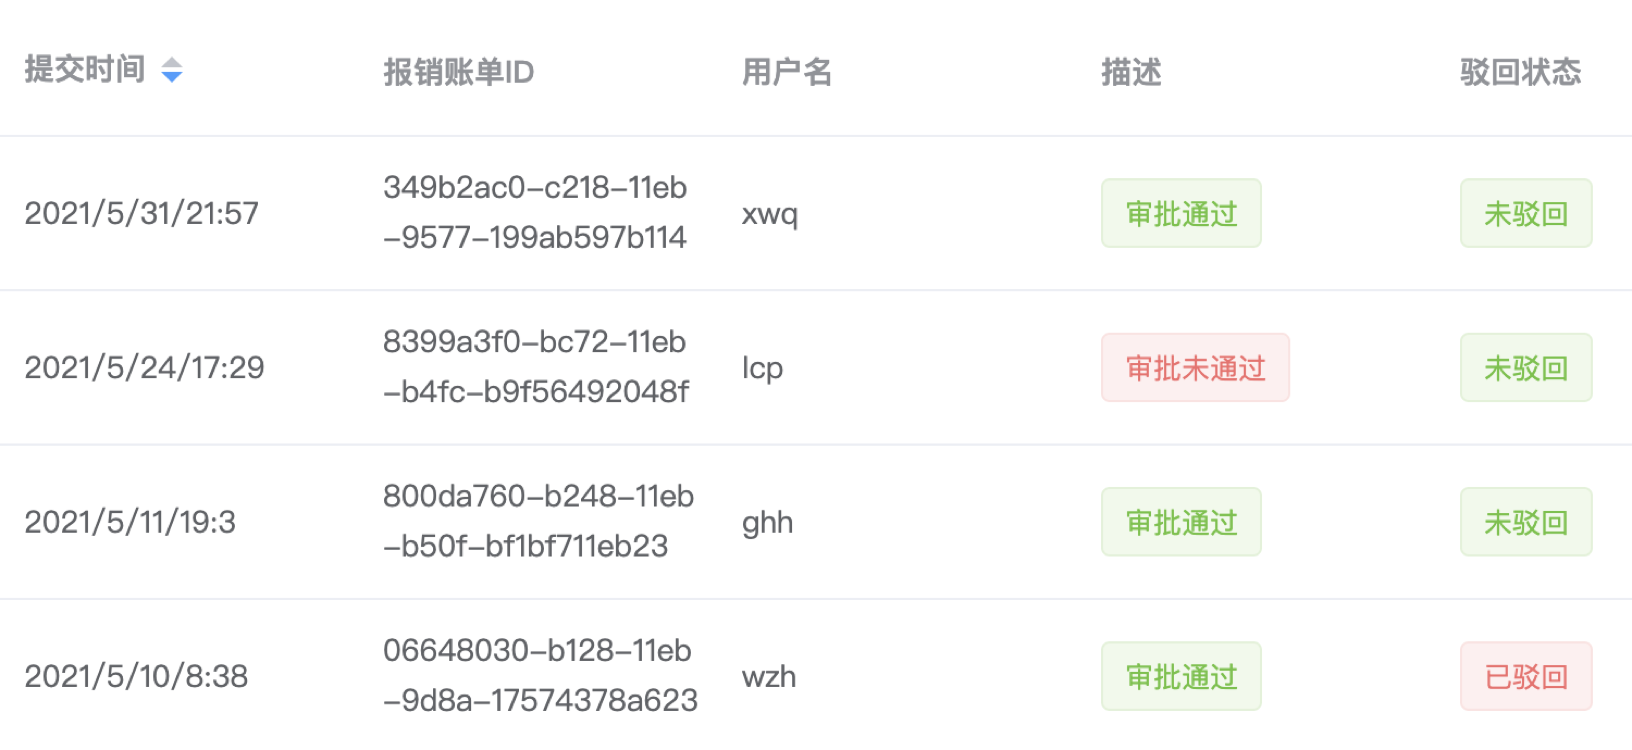 提交时间 报销账单ID 用户名 描述 驳回状态
2021/5/31/21:57 349b2ac0-c218-11eb
-9577-199ab597b114 xwq 审批通过 未驳回
2021/5/24/17:29 8399a3f0-bc72-11eb
-b4fc-b9f56492048f lcp 审批未通过 未驳回
2021/5/11/19:3 800da760-b248-11eb
-b50f-bf1bf711eb23 ghh 审批通过 未驳回
2021/5/10/8:38 06648030-b128-11eb
-9d8a-17574378a623 wzh 审批通过 已驳回